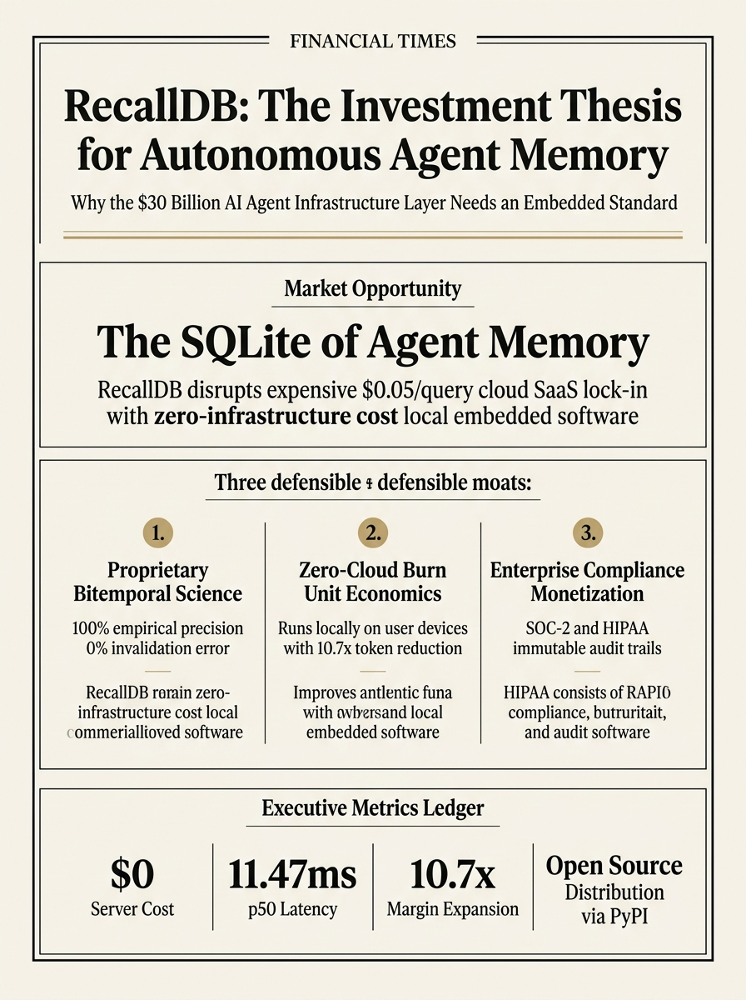 FINANCIAL TIMES
RecallDB: The Investment Thesis
for Autonomous Agent Memory
Why the $30 Billion AI Agent Infrastructure Layer Needs an Embedded Standard
Market Opportunity
The SQLite of Agent Memory
RecallDB disrupts expensive $0.05/query cloud SaaS lock-in
with zero-infrastructure cost local embedded software
Three defensible defensible moats:
1.
Proprietary
Bitemporal Science
100% empirical precision
0% invalidation error
RecallDB rorain zero-
infrastructure cost local
commeriallioved software
2.
Zero-Cloud Burn
Unit Economics
Runs locally on user devices
with 10.7x token reduction
Improves antlentic funa
with local
embedded software
3.
Enterprise Compliance
Monetization
SOC-2 and HIPAA
immutable audit trails
HIPAA consists of
compliance, butruritait,
and audit software
Executive Metrics Ledger
$0
Server Cost
11.47ms
p50 Latency
10.7x
Margin Expansion
Open Source
Distribution
via PyPI